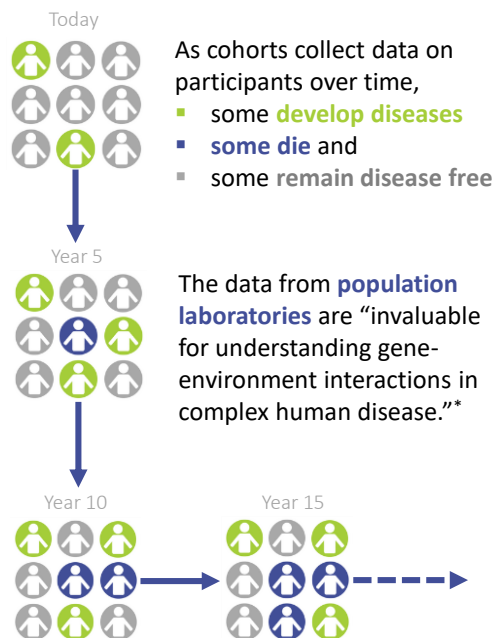 Today
As cohorts collect data on
participants over time,
▪ some develop diseases
▪ some die and
▪ some remain disease free
Year 5
The data from population
laboratories are “invaluable
for understanding gene-
environment interactions in
complex human disease.”*
Year 10
Year 15